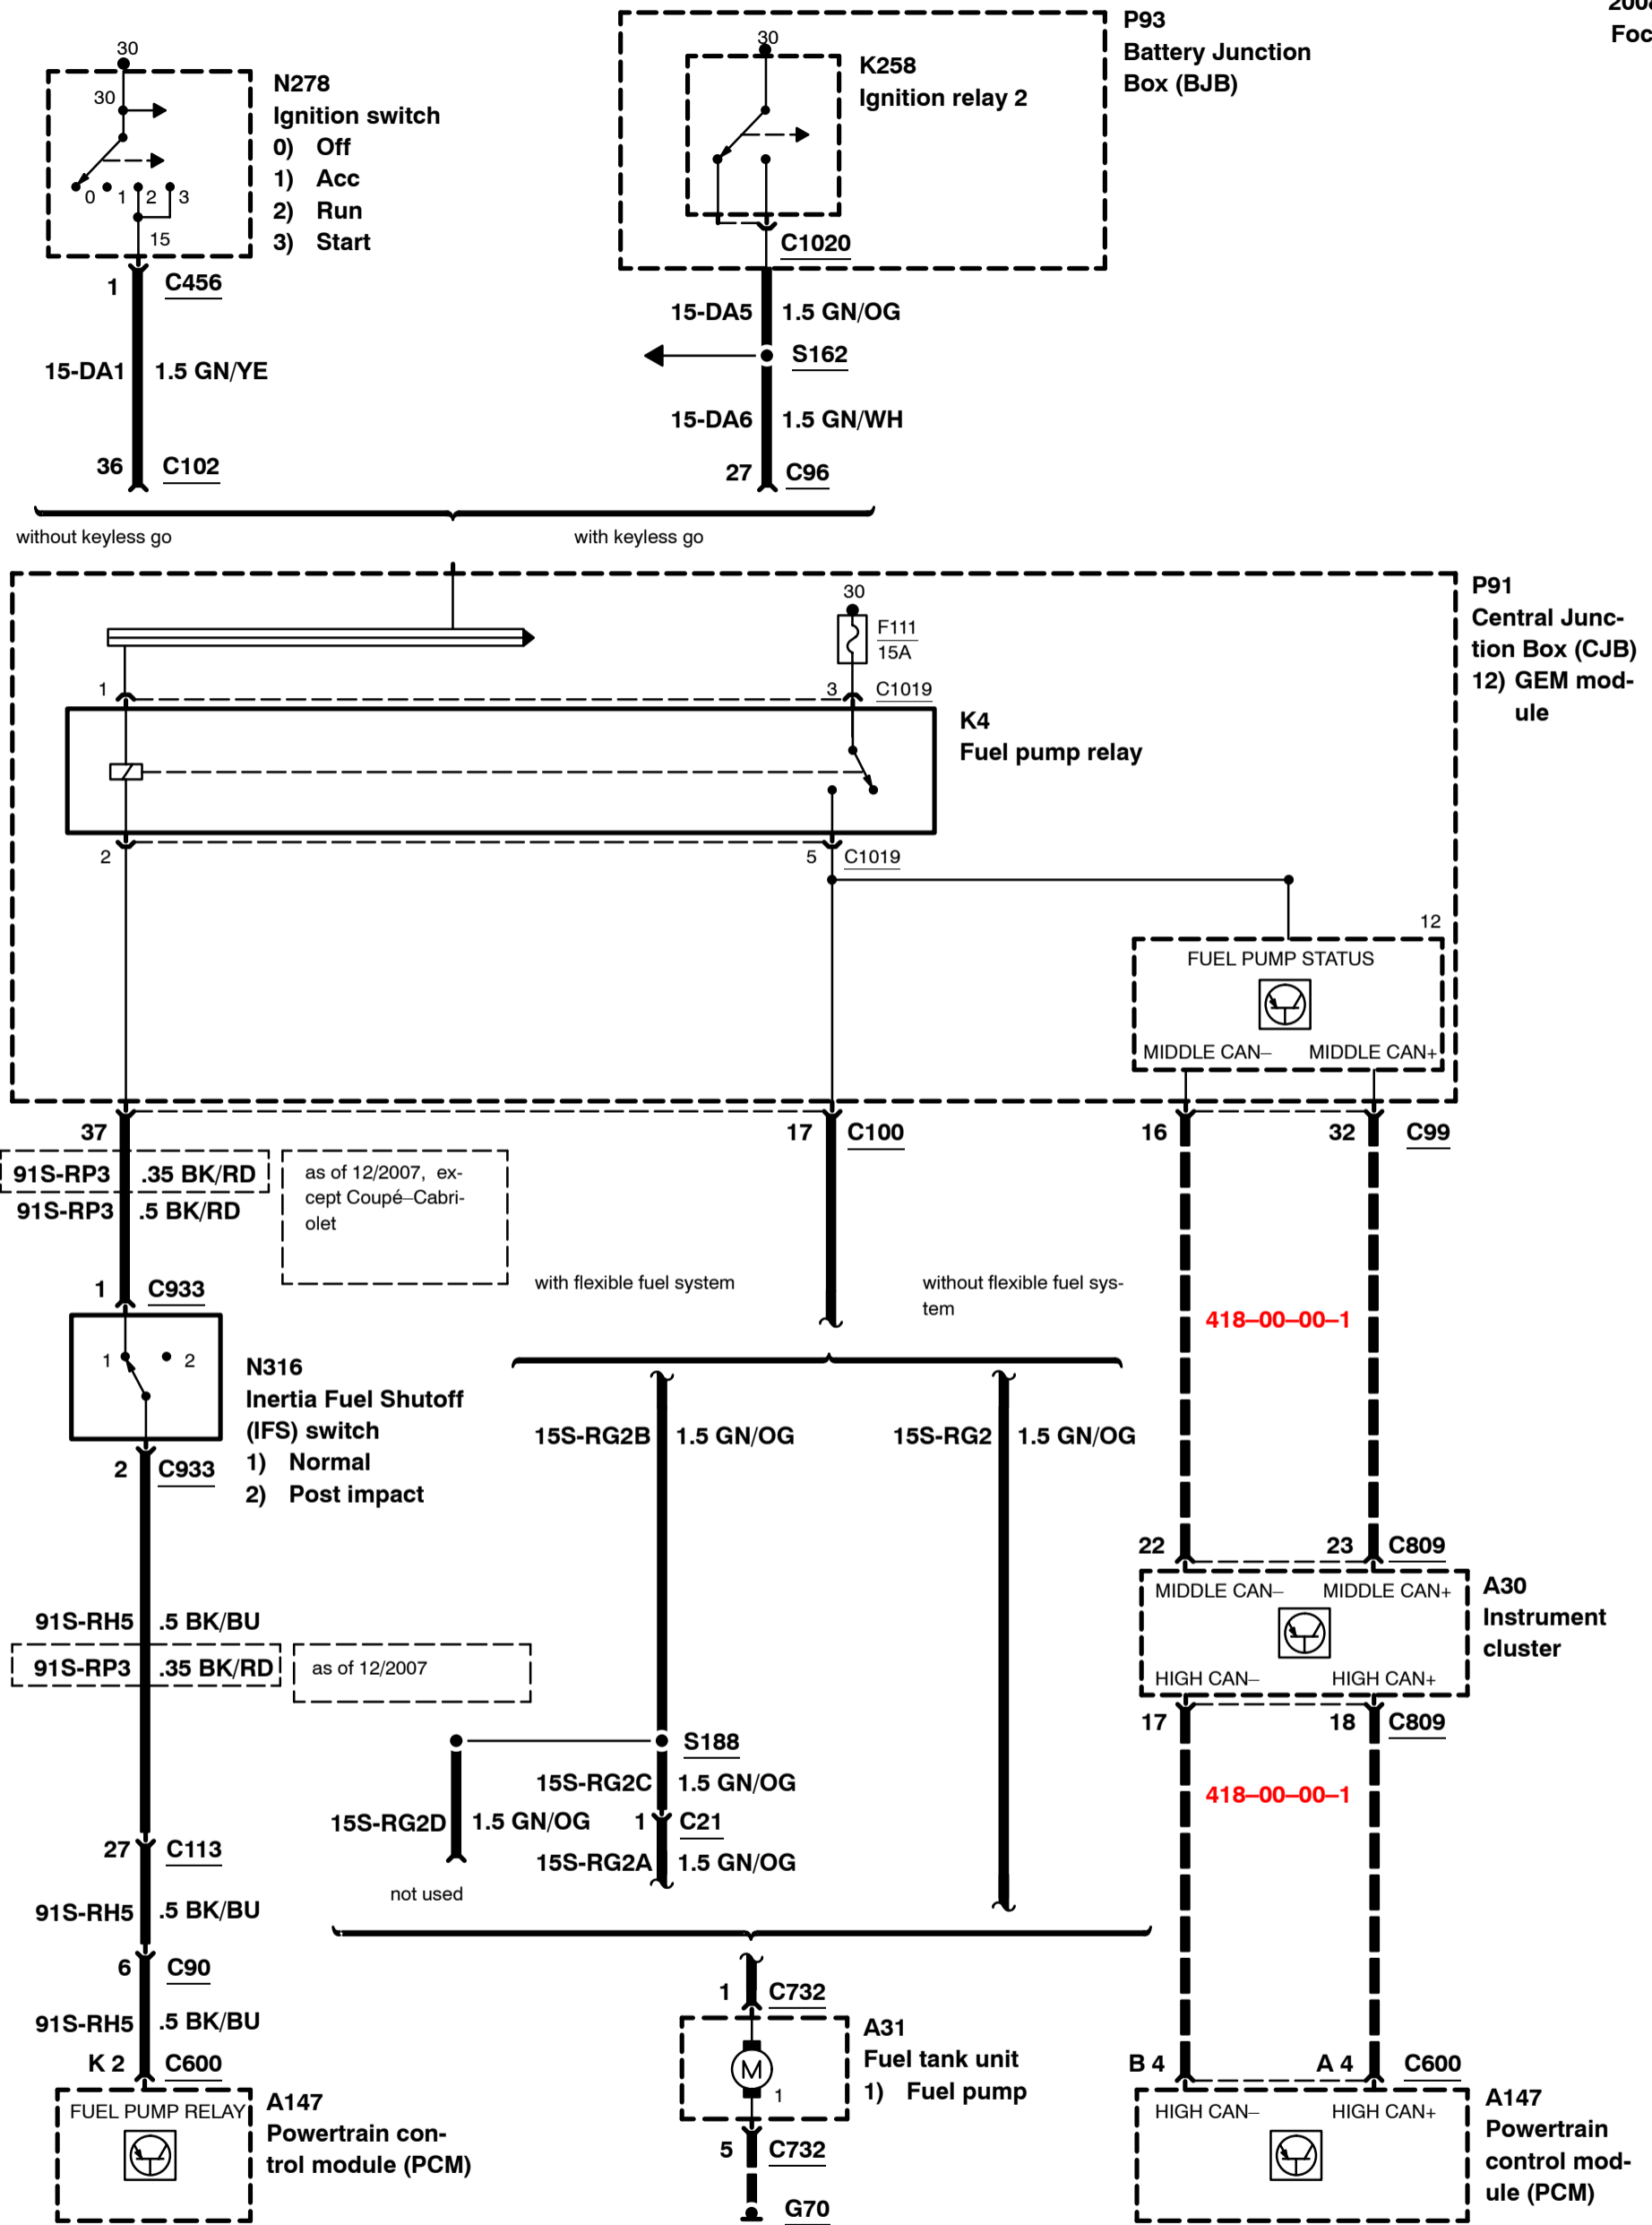 2008
Foc
30
30
N278
Ignition switch
0) Off
1) Acc
2) Run
3) Start
0 1 2 3
15
1 C456
15-DA1 1.5 GN/YE
36 C102
30
K258
Ignition relay 2
P93
Battery Junction
Box (BJB)
C1020
15-DA5 1.5 GN/OG
S162
15-DA6 1.5 GN/WH
27 C96
without keyless go
with keyless go
P91
Central Junc-
tion Box (CJB)
12) GEM mod-
ule
30
F111
15A
1
3 C1019
K4
Fuel pump relay
2
5 C1019
12
FUEL PUMP STATUS
MIDDLE CAN– MIDDLE CAN+
37
17 C100
16
32 C99
91S-RP3 .35 BK/RD
91S-RP3 .5 BK/RD
as of 12/2007, ex-
cept Coupé–Cabri-
olet
1 C933
with flexible fuel system
without flexible fuel sys-
tem
418–00–00–1
1 2
N316
Inertia Fuel Shutoff
(IFS) switch
1) Normal
2) Post impact
2 C933
15S-RG2B 1.5 GN/OG
15S-RG2 1.5 GN/OG
22
23 C809
MIDDLE CAN– MIDDLE CAN+
A30
Instrument
cluster
HIGH CAN– HIGH CAN+
17
18 C809
91S-RH5 .5 BK/BU
91S-RP3 .35 BK/RD
as of 12/2007
S188
15S-RG2C 1.5 GN/OG
15S-RG2D 1.5 GN/OG
1 C21
15S-RG2A 1.5 GN/OG
not used
418–00–00–1
27 C113
91S-RH5 .5 BK/BU
6 C90
91S-RH5 .5 BK/BU
K 2 C600
FUEL PUMP RELAY
A147
Powertrain con-
trol module (PCM)
1 C732
M
1
A31
Fuel tank unit
1) Fuel pump
5 C732
G70
B 4
A 4 C600
HIGH CAN– HIGH CAN+
A147
Powertrain
control mod-
ule (PCM)